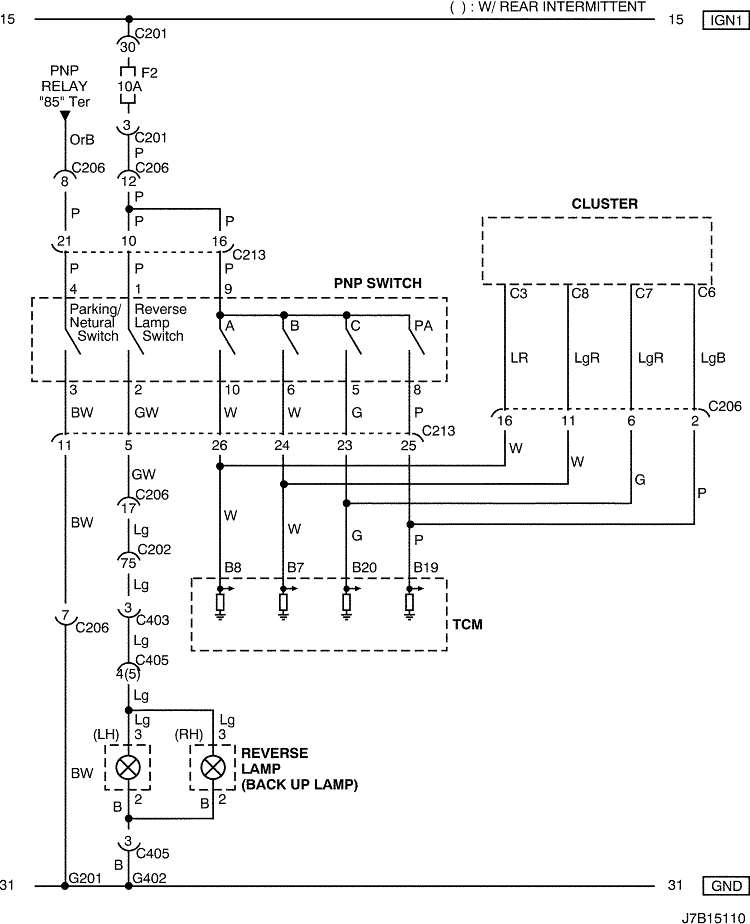 ( ) : W/ REAR INTERMITTENT
15
15 IGN1
C201
30
PNP
RELAY
"85" Ter
F2
10A
3
C201
OrB
P
C206
C206
8
12
P
P
P
P
21
10
16
C213
P
P
P
4
1
9
PNP SWITCH
CLUSTER
Parking/
Netural
Switch
Reverse
Lamp
Switch
A
B
C
PA
C3
C8
C7
C6
LR
LgR
LgR
LgB
3
2
10
6
5
8
BW
GW
W
W
G
P
C213
C206
16
11
6
2
11
5
26
24
23
25
W
W
G
P
GW
C206
17
BW
Lg
W
W
G
P
C202
75
Lg
B8
B7
B20
B19
TCM
3
C403
7
C206
Lg
C405
4(5)
Lg
Lg
Lg
(LH)
3
(RH)
3
REVERSE
LAMP
(BACK UP LAMP)
BW
2
2
B
B
3
C405
B
31
G201
G402
31 GND
J7B15110